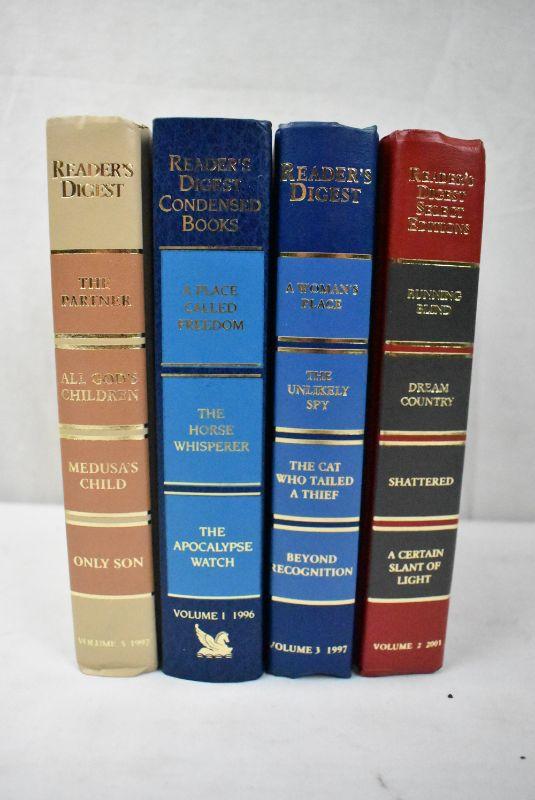 READER'S
DIGEST
THE
PARTNER
ALL GOD'S
CHILDREN
MEDUSA'S
CHILD
ONLY SON
VOLUME 5 1997
READER'S
DIGEST
CONDENSED
BOOKS
A PLACE
CALLED
FREEDOM
THE
HORSE
WHISPERER
THE
APOCALYPSE
WATCH
VOLUME 1 1996
READER'S
DIGEST
A WOMAN'S
PLACE
THE
UNLIKELY
SPY
THE CAT
WHO TAILED
A THIEF
BEYOND
RECOGNITION
VOLUME 3 1997
READER'S
DIGEST
SELECT
EDITIONS
RUNNING
BLIND
DREAM
COUNTRY
SHATTERED
A CERTAIN
SLANT OF
LIGHT
VOLUME 2 2001